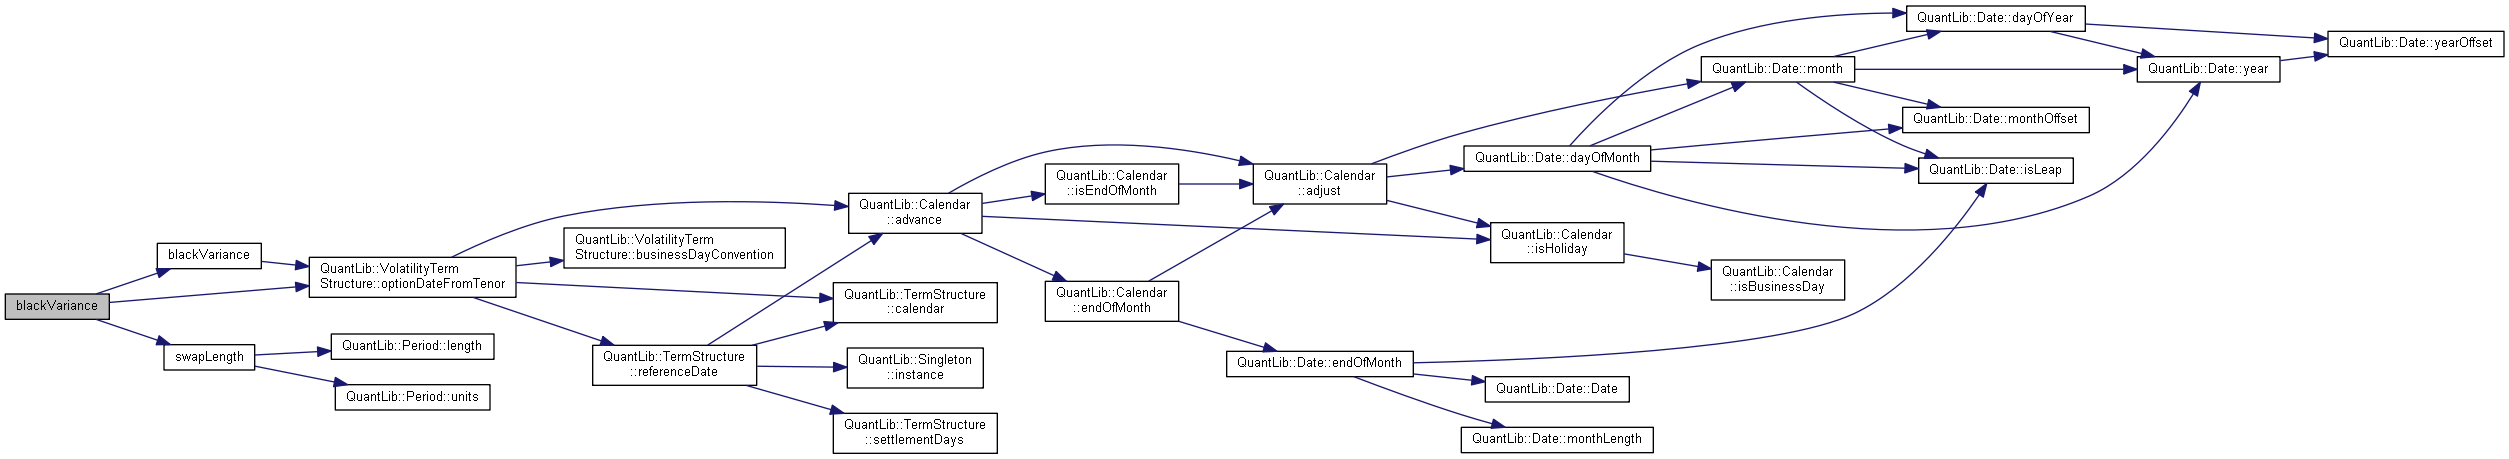 blackVariance
blackVariance
swapLength
QuantLib::VolatilityTerm
Structure::optionDateFromTenor
QuantLib::Period::length
QuantLib::Period::units
QuantLib::VolatilityTerm
Structure::businessDayConvention
QuantLib::TermStructure
::referenceDate
QuantLib::Calendar
::advance
QuantLib::TermStructure
::calendar
QuantLib::Singleton
::instance
QuantLib::TermStructure
::settlementDays
QuantLib::Calendar
::isEndOfMonth
QuantLib::Calendar
::endOfMonth
QuantLib::Calendar
::adjust
QuantLib::Date::endOfMonth
QuantLib::Date::dayOfMonth
QuantLib::Calendar
::isHoliday
QuantLib::Date::Date
QuantLib::Date::monthLength
QuantLib::Date::month
QuantLib::Calendar
::isBusinessDay
QuantLib::Date::dayOfYear
QuantLib::Date::monthOffset
QuantLib::Date::isLeap
QuantLib::Date::year
QuantLib::Date::yearOffset